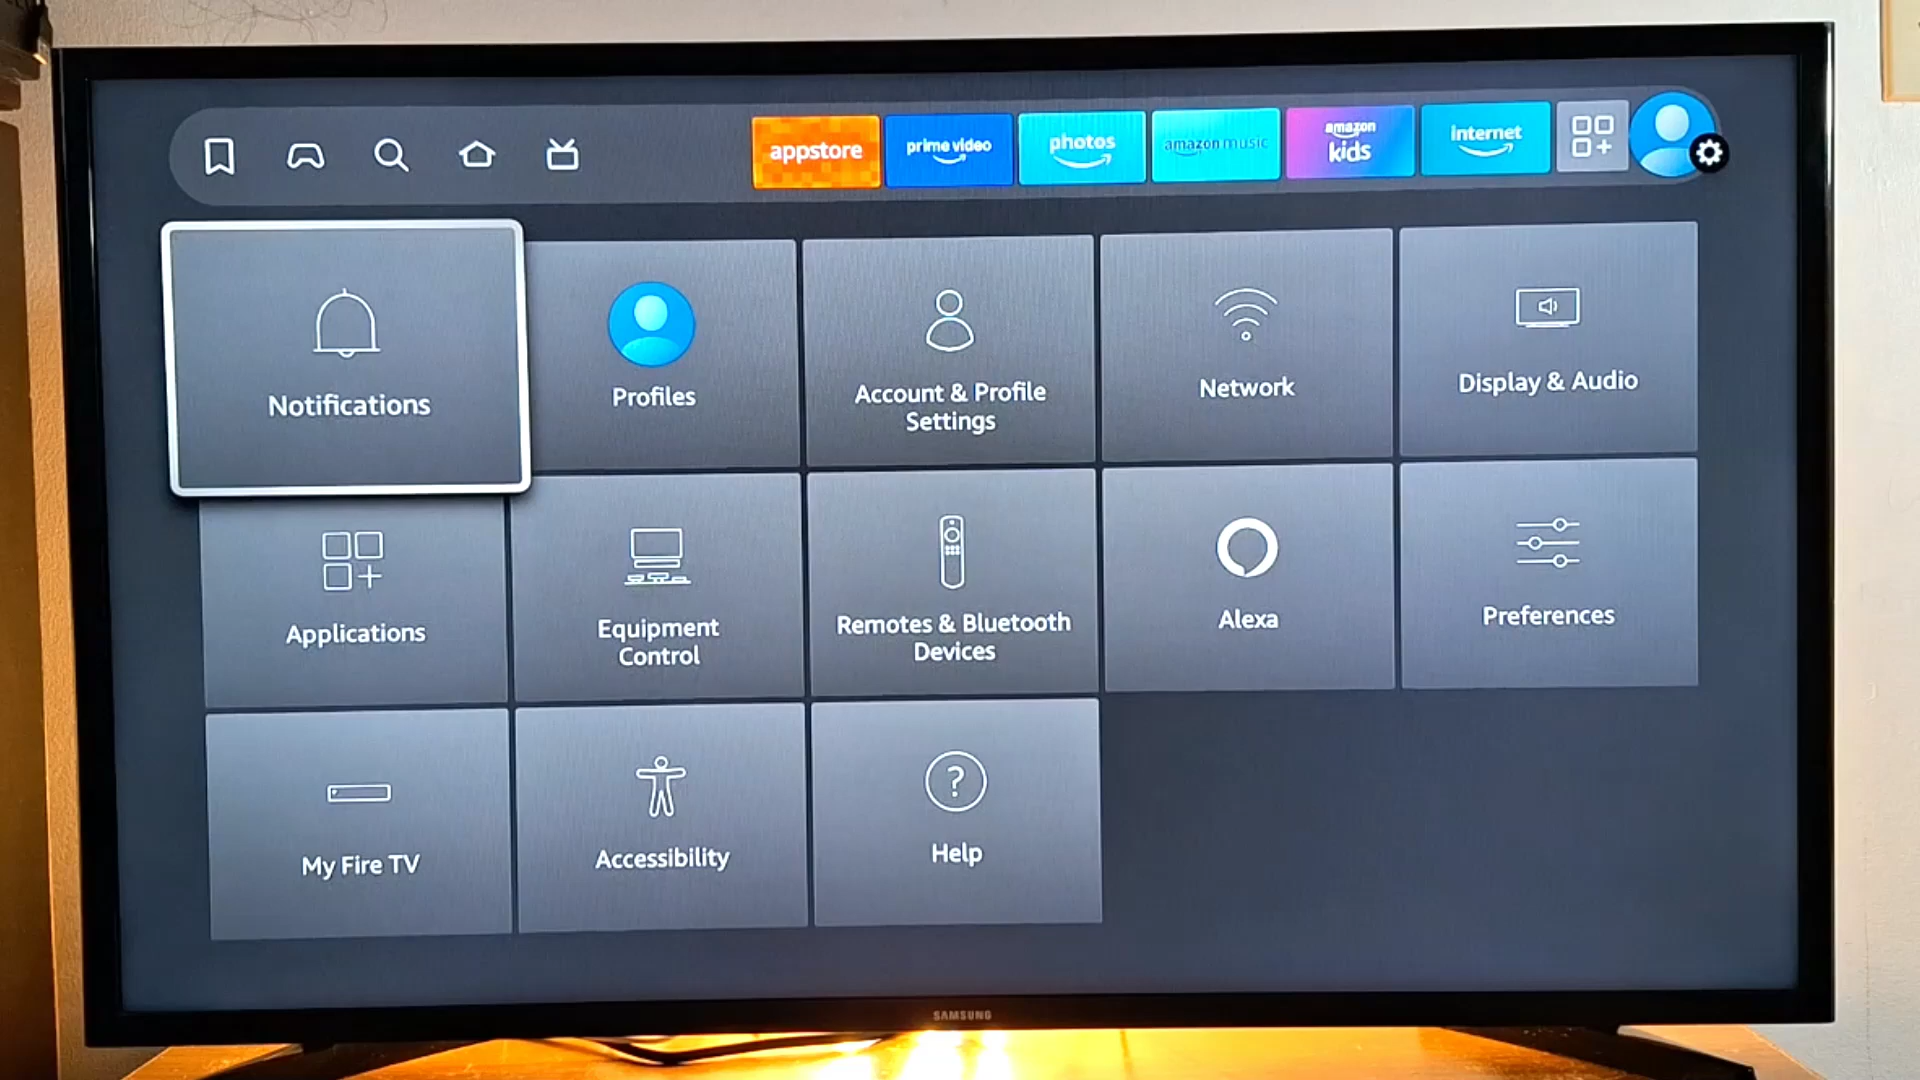 appstore
prime video
photos
amazon music
amazon
kids
internet
Notifications
Profiles
Account & Profile
Settings
Network
Display & Audio
Applications
Equipment
Control
Remotes & Bluetooth
Devices
Alexa
Preferences
My Fire TV
Accessibility
?
Help
SAMSUNG